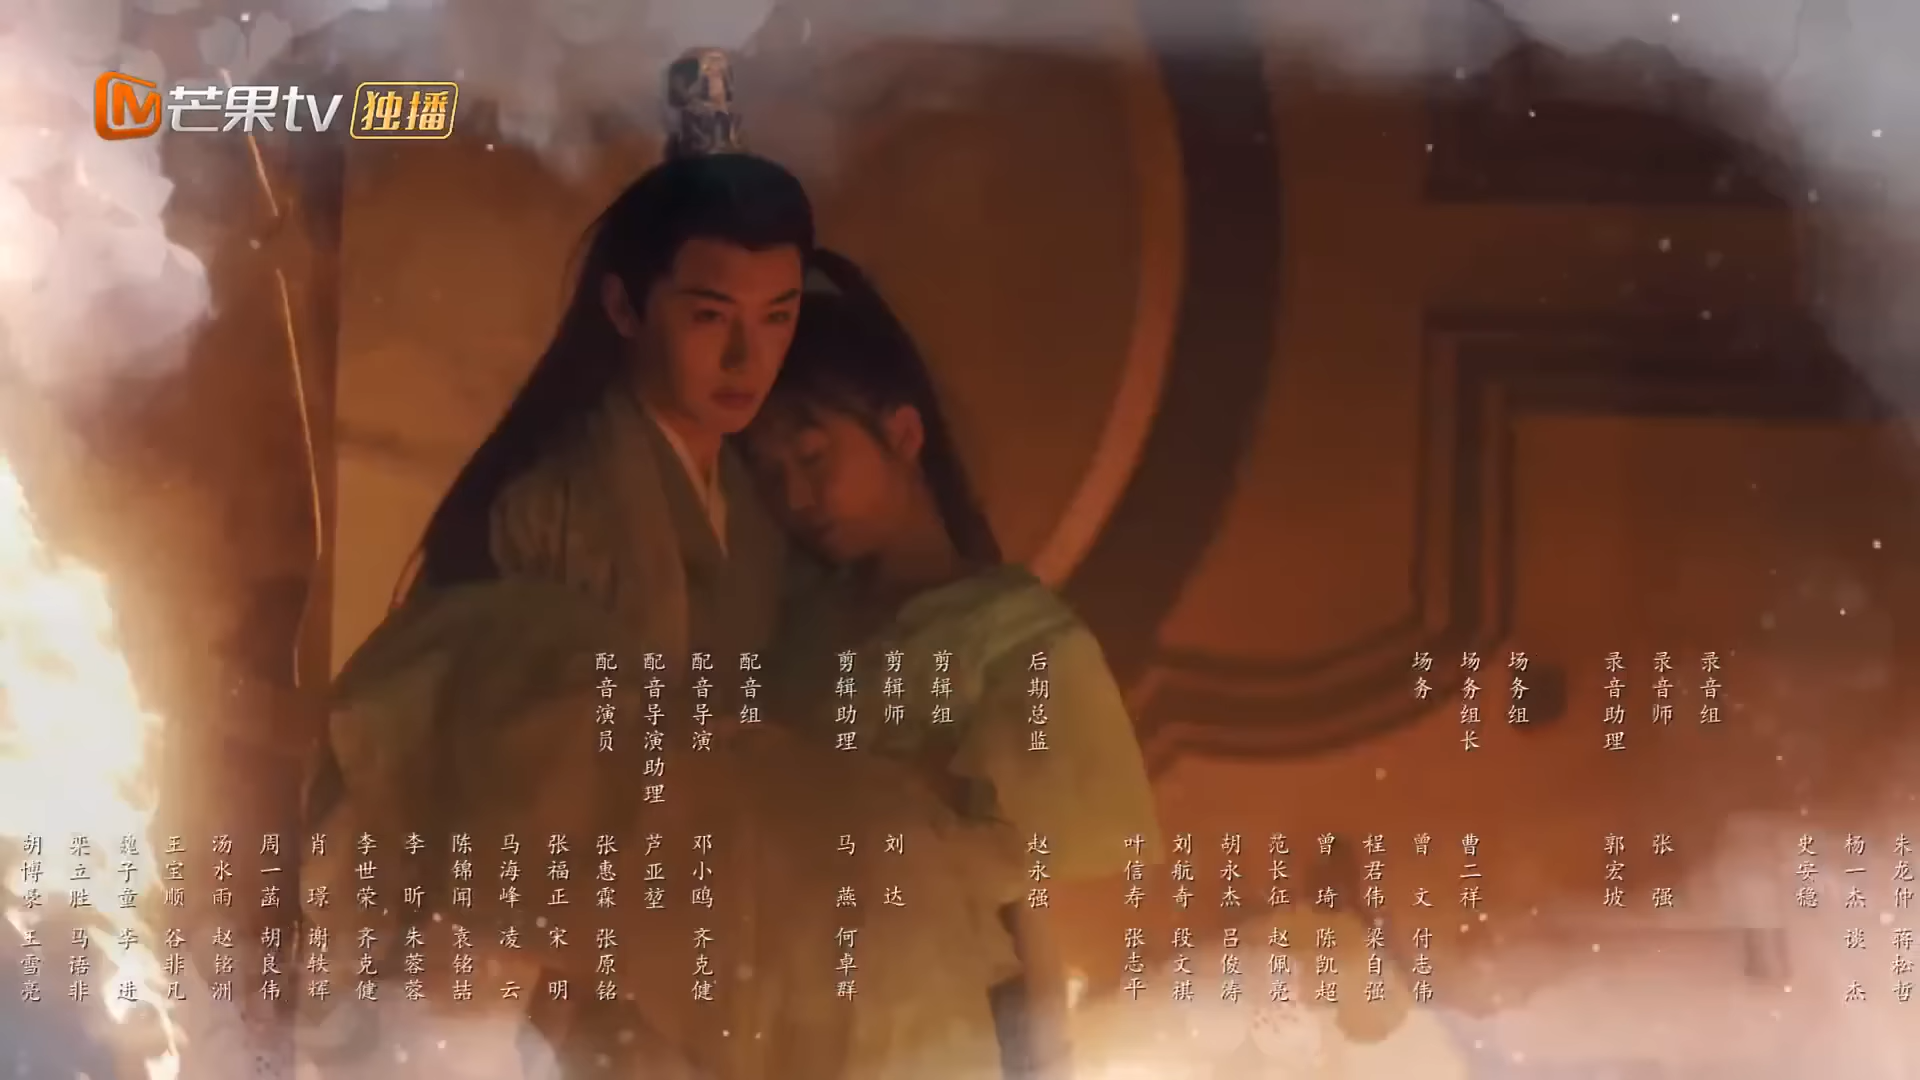 芒果tv 独播
录音组
录音师
录音助理
场务组
场务组长
场务
后期总监
剪辑组
剪辑师
剪辑助理
配音组
配音导演
配音导演助理
配音演员
朱龙仲 蒋松哲
杨一杰 谈 杰
史安稳
张 强
郭宏坡
曹二祥
曾 文 付志伟
程君伟 梁自强
曾 琦 陈凯超
范长征 赵佩亮
胡永杰 吕俊涛
刘航奇 段文祺
叶信寿 张志平
赵永强
刘 达
马 燕 何卓群
邓小鸥 齐克健
芦亚堃
张惠霖 张原铭
张福正 宋 明
马海峰 凌 云
陈锦闻 袁铭喆
李 昕 朱蓉蓉
李世荣 齐克健
肖 璟 谢轶辉
周一菡 胡良伟
汤水雨 赵铭洲
王宝顺 谷非凡
魏子童 李 进
栾立胜 马语非
胡博豪 王雪亮